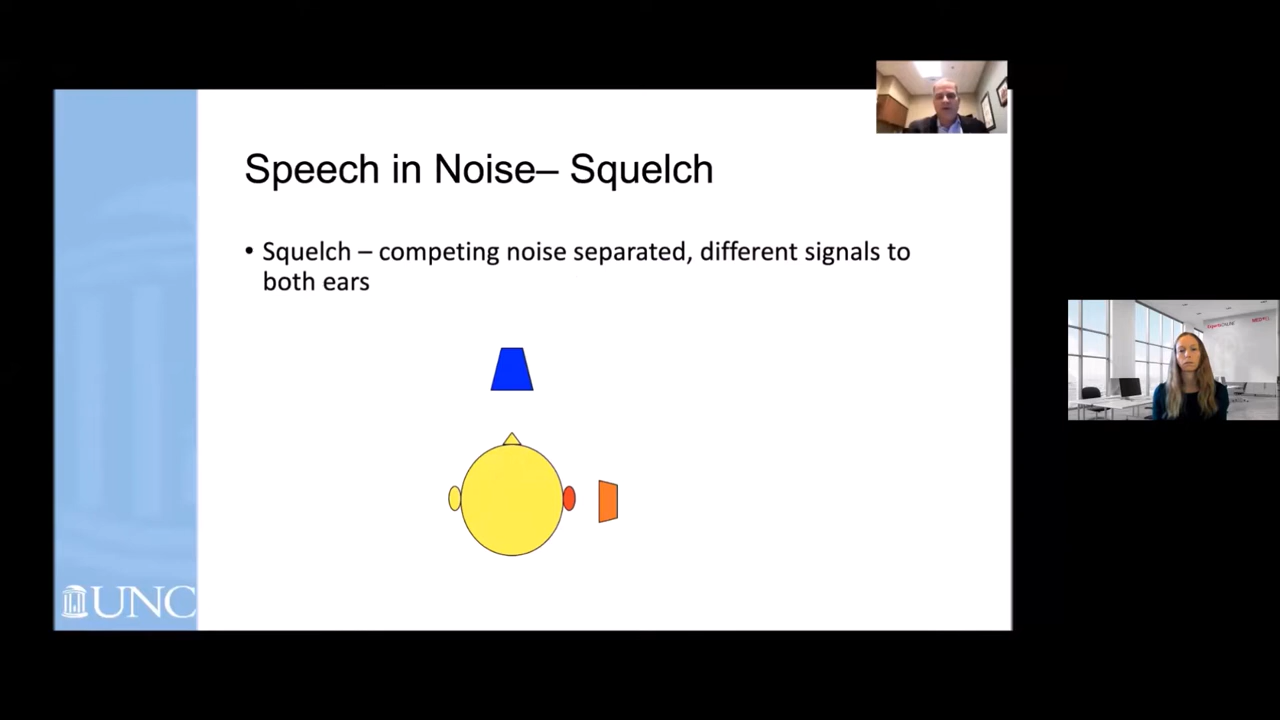 Speech in Noise– Squelch
• Squelch – competing noise separated, different signals to
both ears
UNC